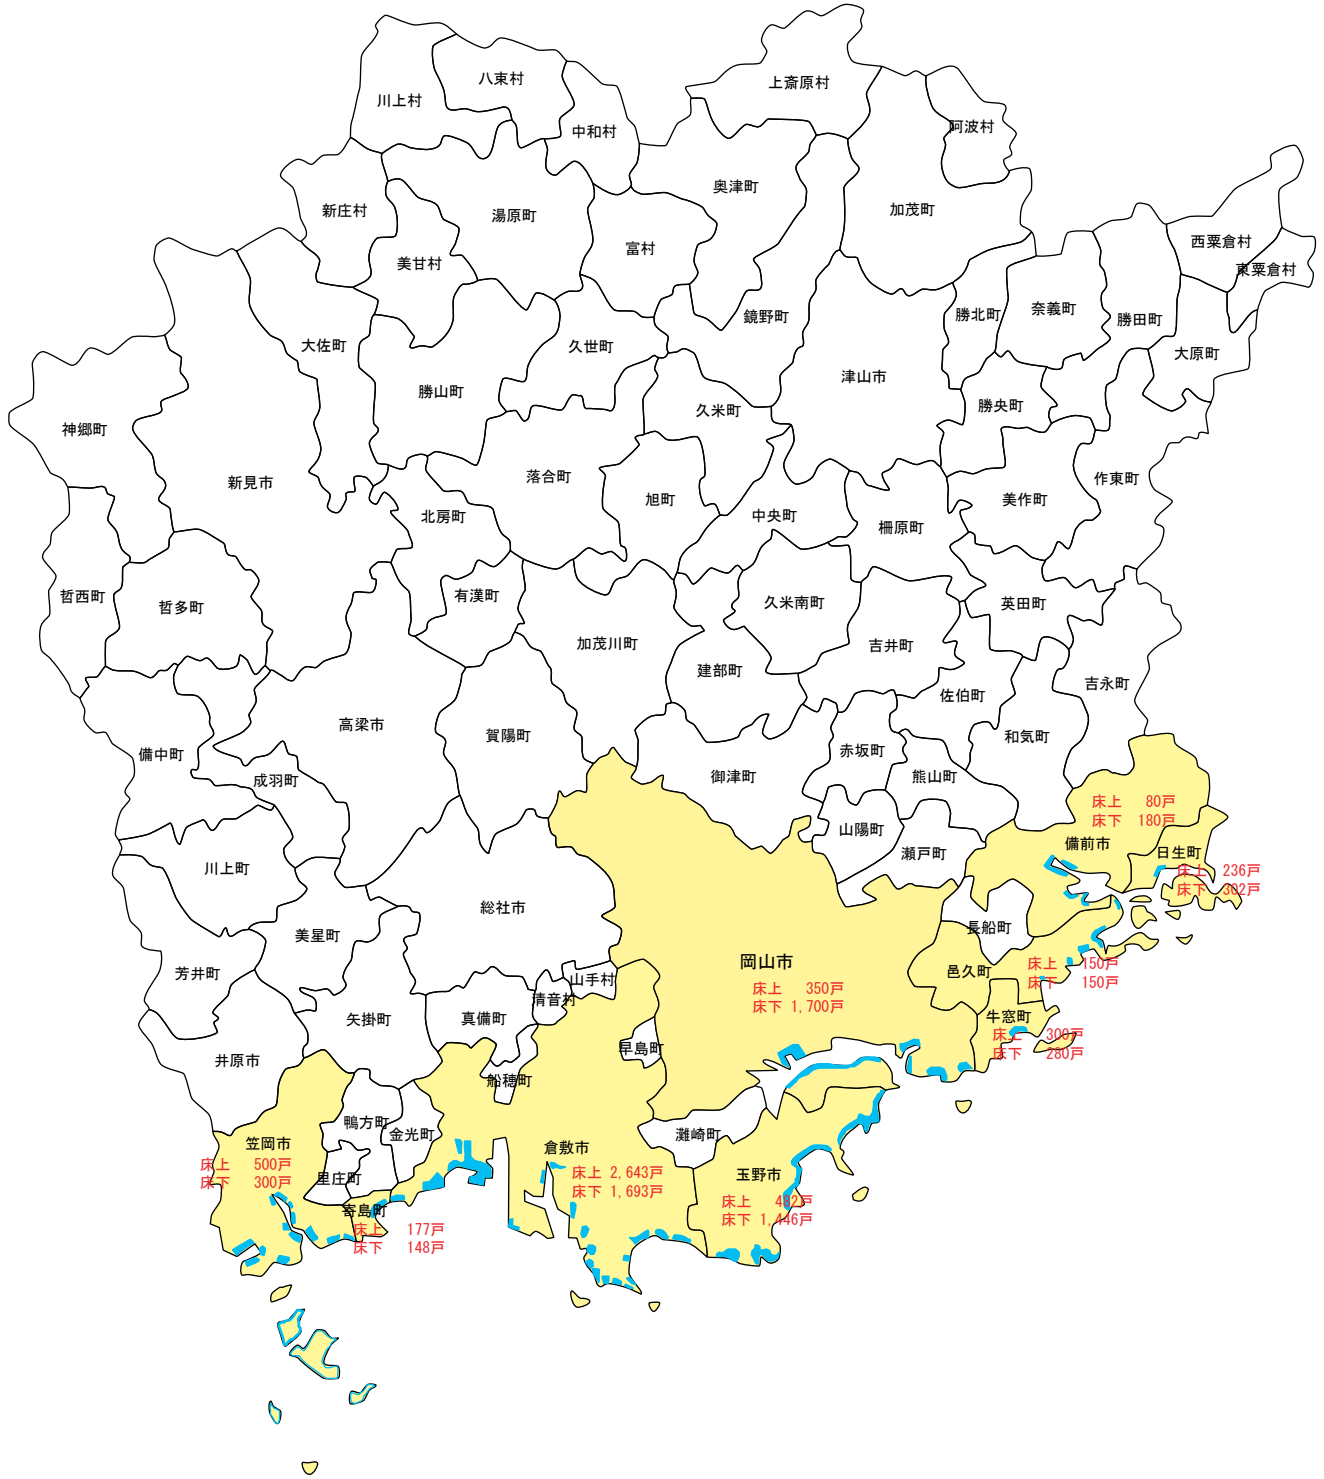 八束村
川上村
上斎原村
中和村
阿波村
奥津町
新庄村
湯原町
加茂町
富村
西粟倉村
美甘村
東粟倉村
奈義町
勝北町
鏡野町
勝田町
大佐町
久世町
大原町
津山市
勝山町
勝央町
久米町
神郷町
落合町
作東町
新見市
旭町
美作町
北房町
中央町
柵原町
有漢町
哲西町
哲多町
久米南町
英田町
加茂川町
吉井町
建部町
吉永町
佐伯町
高梁市
賀陽町
和気町
備中町
赤坂町
御津町
熊山町
成羽町
床上 80戸
床下 180戸
山陽町
備前市
瀬戸町
日生町
川上町
床上 236戸
床下 302戸
総社市
長船町
美星町
岡山市
床上 350戸
床下 1,700戸
邑久町
床上 150戸
床下 150戸
芳井町
山手村
清音村
矢掛町
真備町
牛窓町
床上 300戸
床下 280戸
早島町
井原市
船穂町
鴨方町
金光町
灘崎町
笠岡市
床上 500戸
床下 300戸
倉敷市
床上 2,643戸
床下 1,693戸
里庄町
玉野市
床上 482戸
床下 1,446戸
寄島町
床上 177戸
床下 148戸